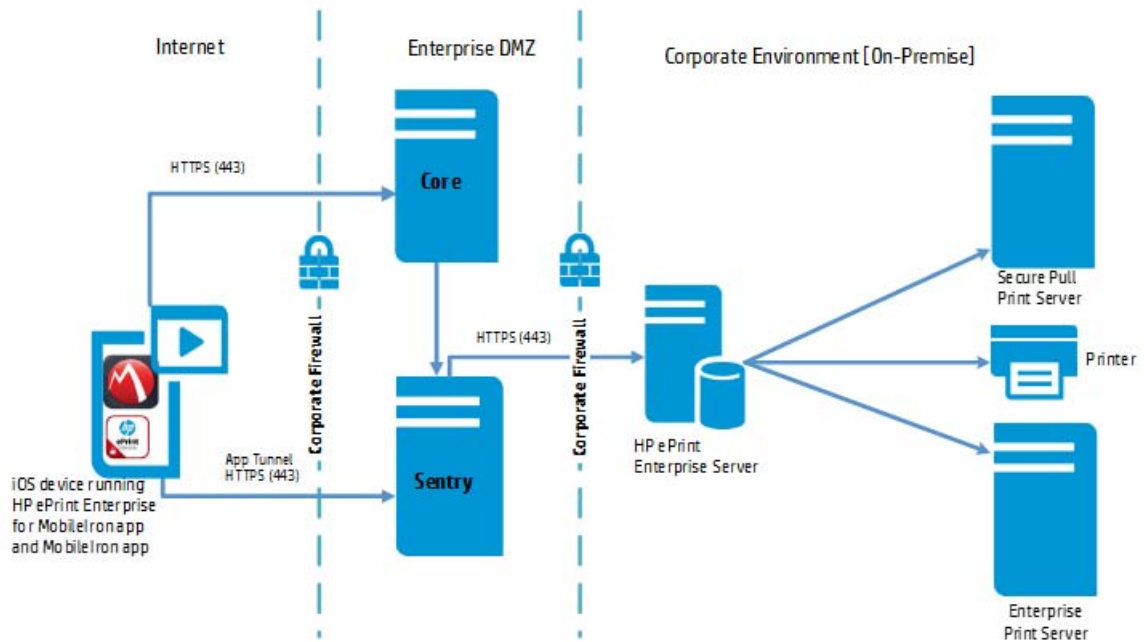 Internet
Enterprise DMZ
Corporate Environment [On-Premise]
HTTPS (443)
Core
Secure Pull
Print Server
Corporate Firewall
Corporate Firewall
HTTPS (443)
Printer
hp
ePrint
HP ePrint
Enterprise Server
App Tunnel
HTTPS (443)
Sentry
iOS device running
HP ePrint Enterprise
for MobileIron app
and MobileIron app
Enterprise
Print Server